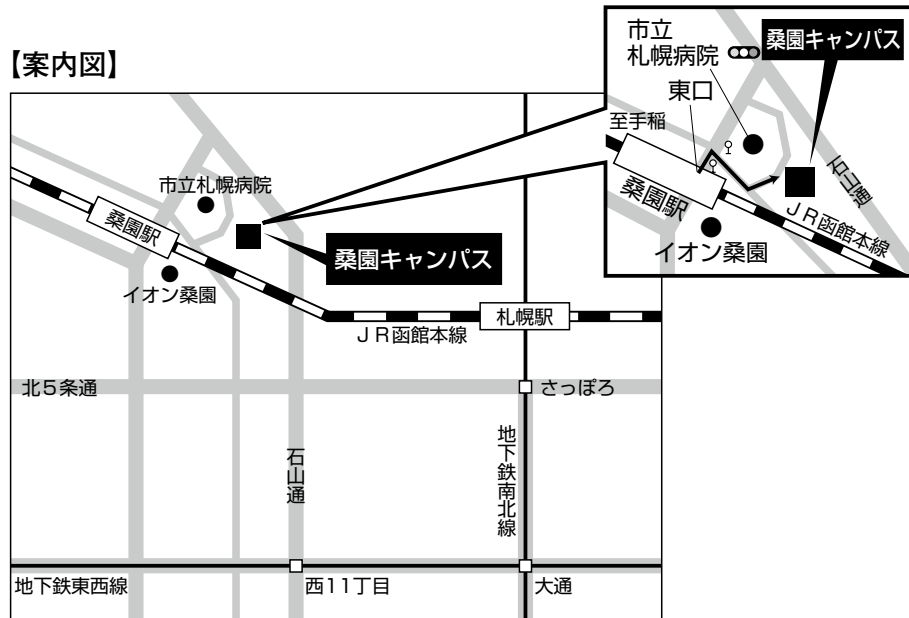 【案内図】
市立札幌病院
桑園駅
イオン桑園
桑園キャンパス
札幌駅
ＪＲ函館本線
北5条通
さっぽろ
石山通
地下鉄南北線
地下鉄東西線
西11丁目
大通
市立
札幌病院
桑園キャンパス
東口
至手稲
石山通
桑園駅
ＪＲ函館本線
イオン桑園